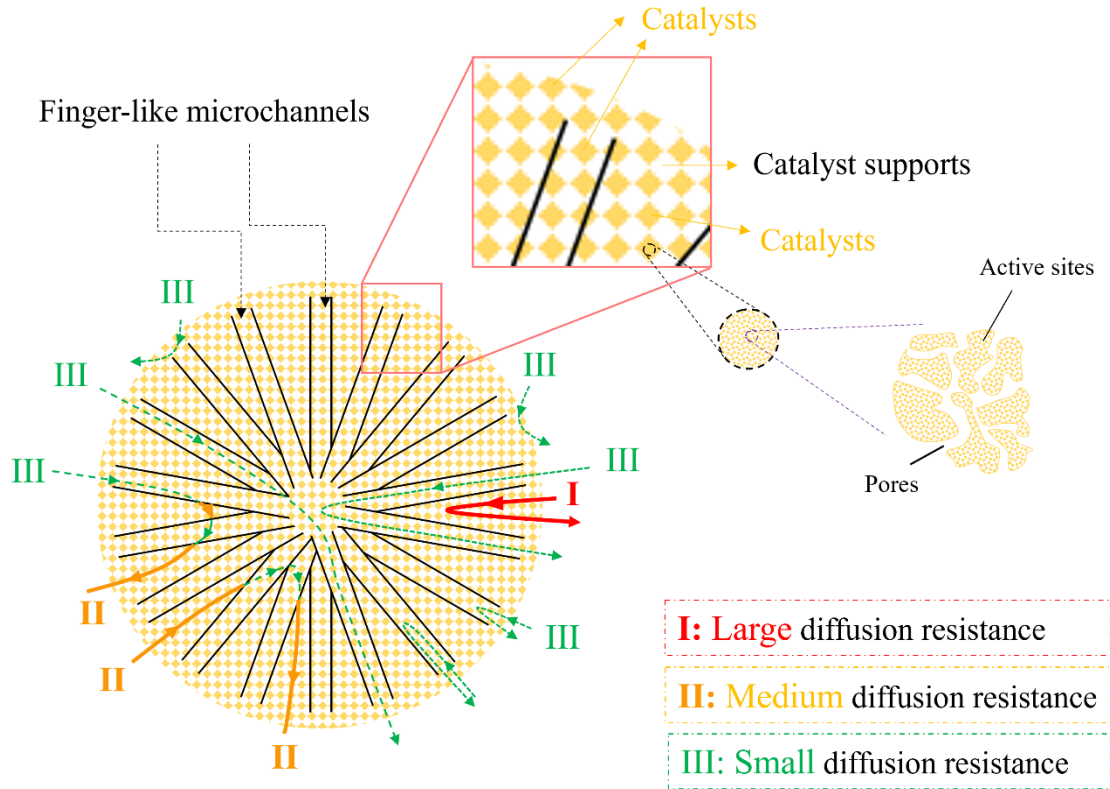 Catalysts
Finger-like microchannels
Catalyst supports
Catalysts
Active sites
III
III
III
III
III
I
Pores
II
II
III
II
I: Large diffusion resistance
II: Medium diffusion resistance
III: Small diffusion resistance